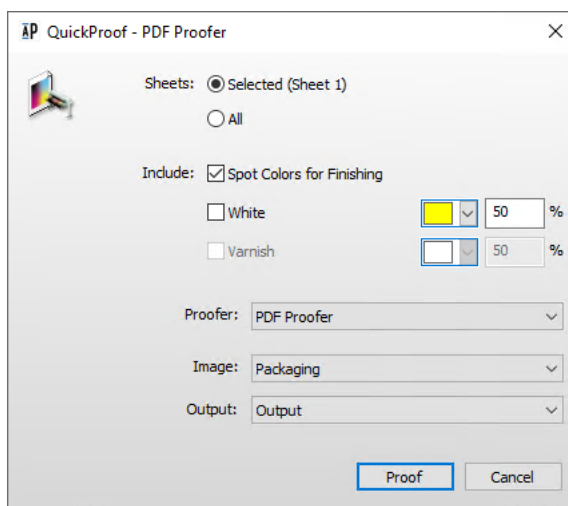 AP QuickProof - PDF Proofer
Sheets: Selected (Sheet 1)
All
Include: Spot Colors for Finishing
White 50 %
Varnish 50 %
Proofer: PDF Proofer
Image: Packaging
Output: Output
Proof Cancel